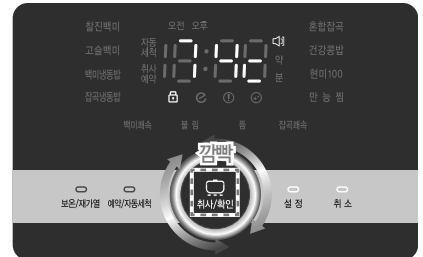 찰진백미 오전 오후 혼합잡곡
자동
세척
고슬백미 건강콩밥
약
취사
예약
백미냉동밥 현미100
분
잡곡냉동밥 만능찜
백미쾌속 불림 뜸 잡곡쾌속
깜빡
보온/재가열 예약/자동세척 취사/확인 설정 취소